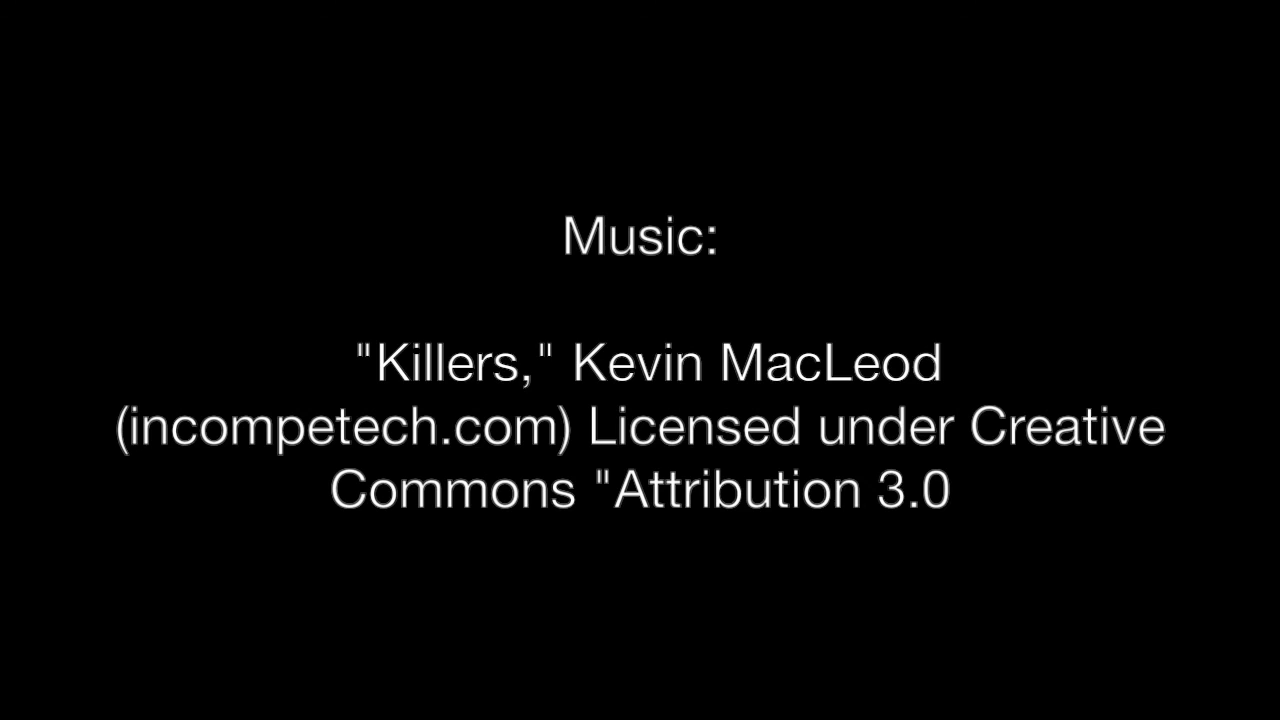 Music:
"Killers," Kevin MacLeod
(incompetech.com) Licensed under Creative
Commons "Attribution 3.0